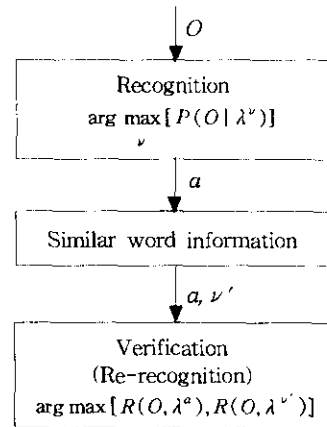 O
Recognition
arg max[P(O | λ^ν)]
ν
a
Similar word information
a, ν′
Verification
(Re-recognition)
arg max[R(O, λ^a), R(O, λ^ν′)]